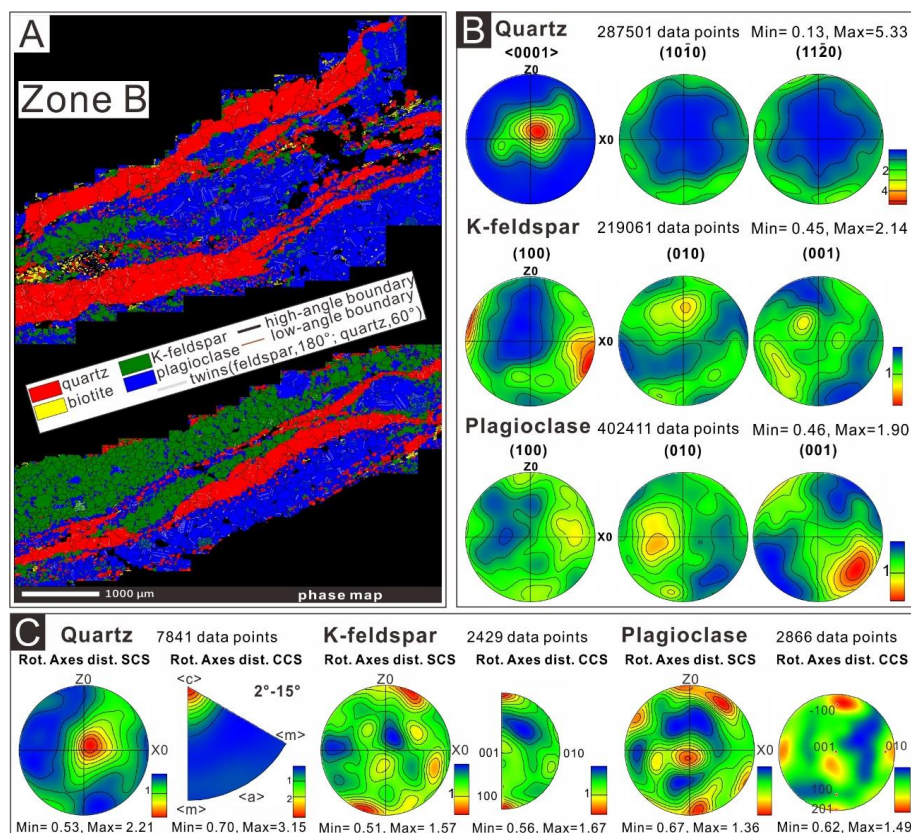 A
Zone B
quartz
biotite
K-feldspar
plagioclase
high-angle boundary
low-angle boundary
twins(feldspar,180°; quartz,60°)
1000 μm
phase map
B
Quartz 287501 data points Min= 0.13, Max=5.33
<0001> (101̄0) (112̄0)
Z0
X0
2
4
K-feldspar 219061 data points Min= 0.45, Max=2.14
(100) (010) (001)
Z0
X0
1
Plagioclase 402411 data points Min= 0.46, Max=1.90
(100) (010) (001)
Z0
X0
1
C
Quartz 7841 data points K-feldspar 2429 data points Plagioclase 2866 data points
Rot. Axes dist. SCS Rot. Axes dist. CCS Rot. Axes dist. SCS Rot. Axes dist. CCS Rot. Axes dist. SCS Rot. Axes dist. CCS
Z0 <c> 2°-15° Z0 Z0 -100
X0 <m> X0 001 010 X0 001 010
1 1 2 1 1
<m> <a> 100 100 201
Min= 0.53, Max= 2.21 Min= 0.70, Max=3.15 Min= 0.51, Max= 1.57 Min= 0.56, Max=1.67 Min= 0.67, Max= 1.36 Min= 0.62, Max=1.49